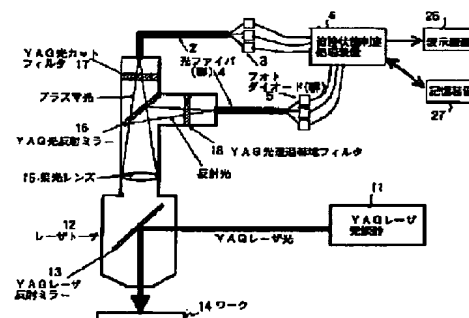 YAG光カット
フィルタ 17
プラズマ光
16
YAG光反射ミラー
15 集光レンズ
12
レーザトーチ
13
YAGレーザ
反射ミラー
14 ワーク
2
光ファイバ
(群) 4
3
フォト
ダイオード(群)
5
18 YAG光透過帯域フィルタ
反射光
YAGレーザ光
11
YAGレーザ
発振器
6
溶接状態判定
処理装置
26
表示装置
記憶装置
27